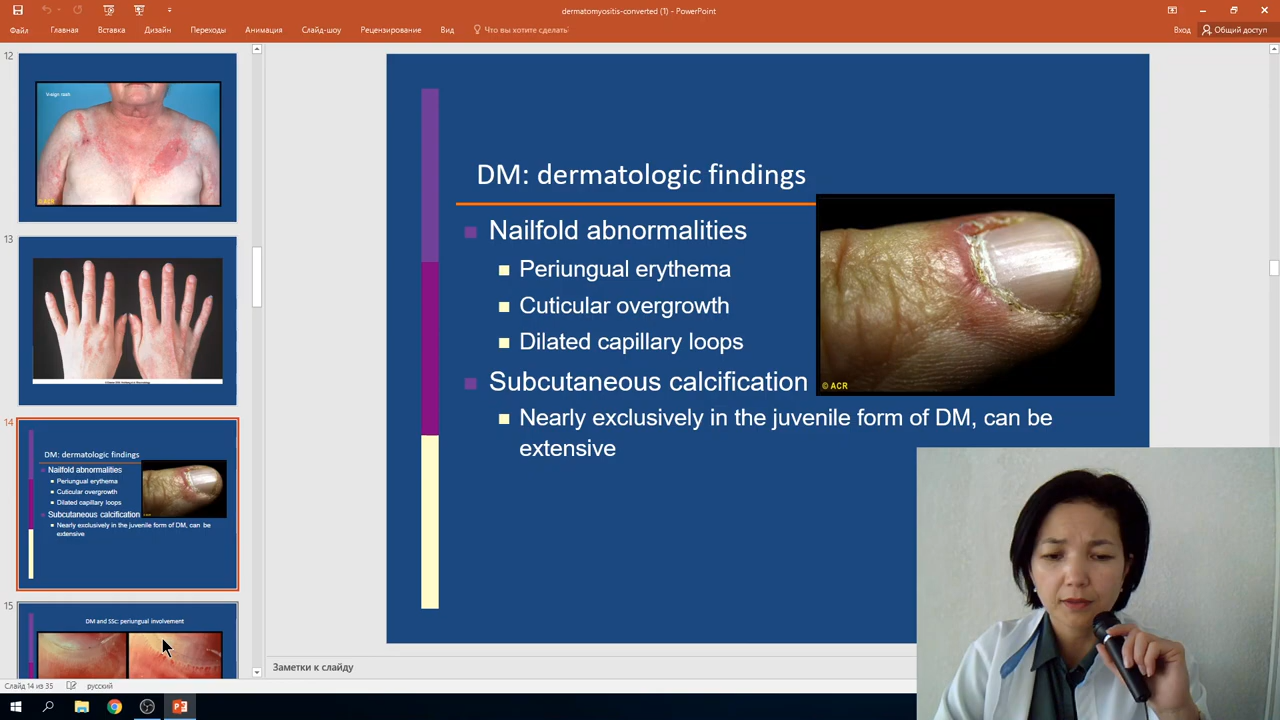 dermatomyositis-converted (1) - PowerPoint
Файл Главная Вставка Дизайн Переходы Анимация Слайд-шоу Рецензирование Вид Что вы хотите сделать? Вход Общий доступ
12
V-sign rash
© ACR
13
14
DM: dermatologic findings
Nailfold abnormalities
Periungual erythema
Cuticular overgrowth
Dilated capillary loops
Subcutaneous calcification
Nearly exclusively in the juvenile form of DM, can be
extensive
15
DM and SSc: periungual involvement
DM: dermatologic findings
Nailfold abnormalities
Periungual erythema
Cuticular overgrowth
Dilated capillary loops
© ACR
Subcutaneous calcification
Nearly exclusively in the juvenile form of DM, can be
extensive
Заметки к слайду
Слайд 14 из 35 русский